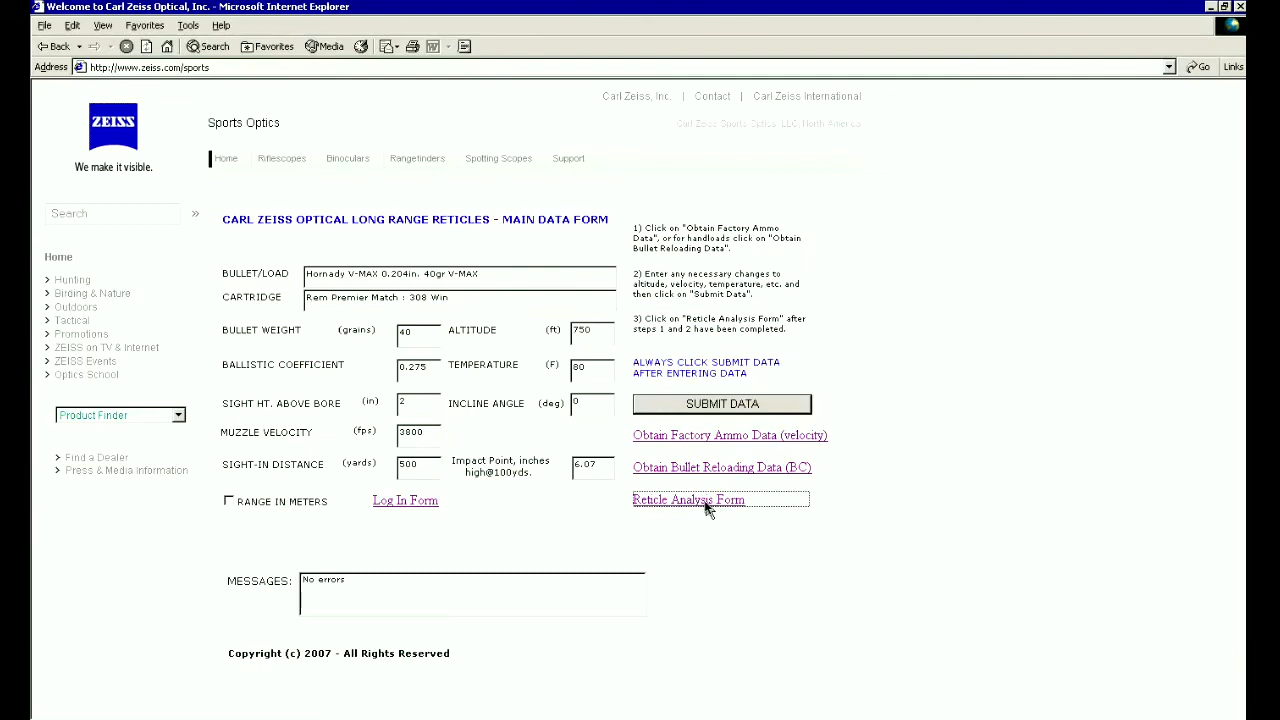 Welcome to Carl Zeiss Optical, Inc. - Microsoft Internet Explorer
File Edit View Favorites Tools Help
Back Search Favorites Media
Address http://www.zeiss.com/sports Go Links
Carl Zeiss, Inc. | Contact | Carl Zeiss International
ZEISS
Sports Optics
Carl Zeiss Sports Optics, LLC, North America
We make it visible.
Home Riflescopes Binoculars Rangefinders Spotting Scopes Support
Search »
CARL ZEISS OPTICAL LONG RANGE RETICLES - MAIN DATA FORM
1) Click on "Obtain Factory Ammo
Data", or for handloads click on "Obtain
Bullet Reloading Data".
2) Enter any necessary changes to
altitude, velocity, temperature, etc. and
then click on "Submit Data".
3) Click on "Reticle Analysis Form" after
steps 1 and 2 have been completed.
Home
Hunting
Birding & Nature
Outdoors
Tactical
Promotions
ZEISS on TV & Internet
ZEISS Events
Optics School
Product Finder
Find a Dealer
Press & Media Information
BULLET/LOAD Hornady V-MAX 0.204in. 40gr V-MAX
CARTRIDGE Rem Premier Match : 308 Win
BULLET WEIGHT (grains) 40 ALTITUDE (ft) 750
BALLISTIC COEFFICIENT 0.275 TEMPERATURE (F) 80
SIGHT HT. ABOVE BORE (in) 2 INCLINE ANGLE (deg) 0
MUZZLE VELOCITY (fps) 3800
SIGHT-IN DISTANCE (yards) 500 Impact Point, inches
high@100yds. 6.07
RANGE IN METERS Log In Form
ALWAYS CLICK SUBMIT DATA
AFTER ENTERING DATA
SUBMIT DATA
Obtain Factory Ammo Data (velocity)
Obtain Bullet Reloading Data (BC)
Reticle Analysis Form
MESSAGES: No errors
Copyright (c) 2007 - All Rights Reserved